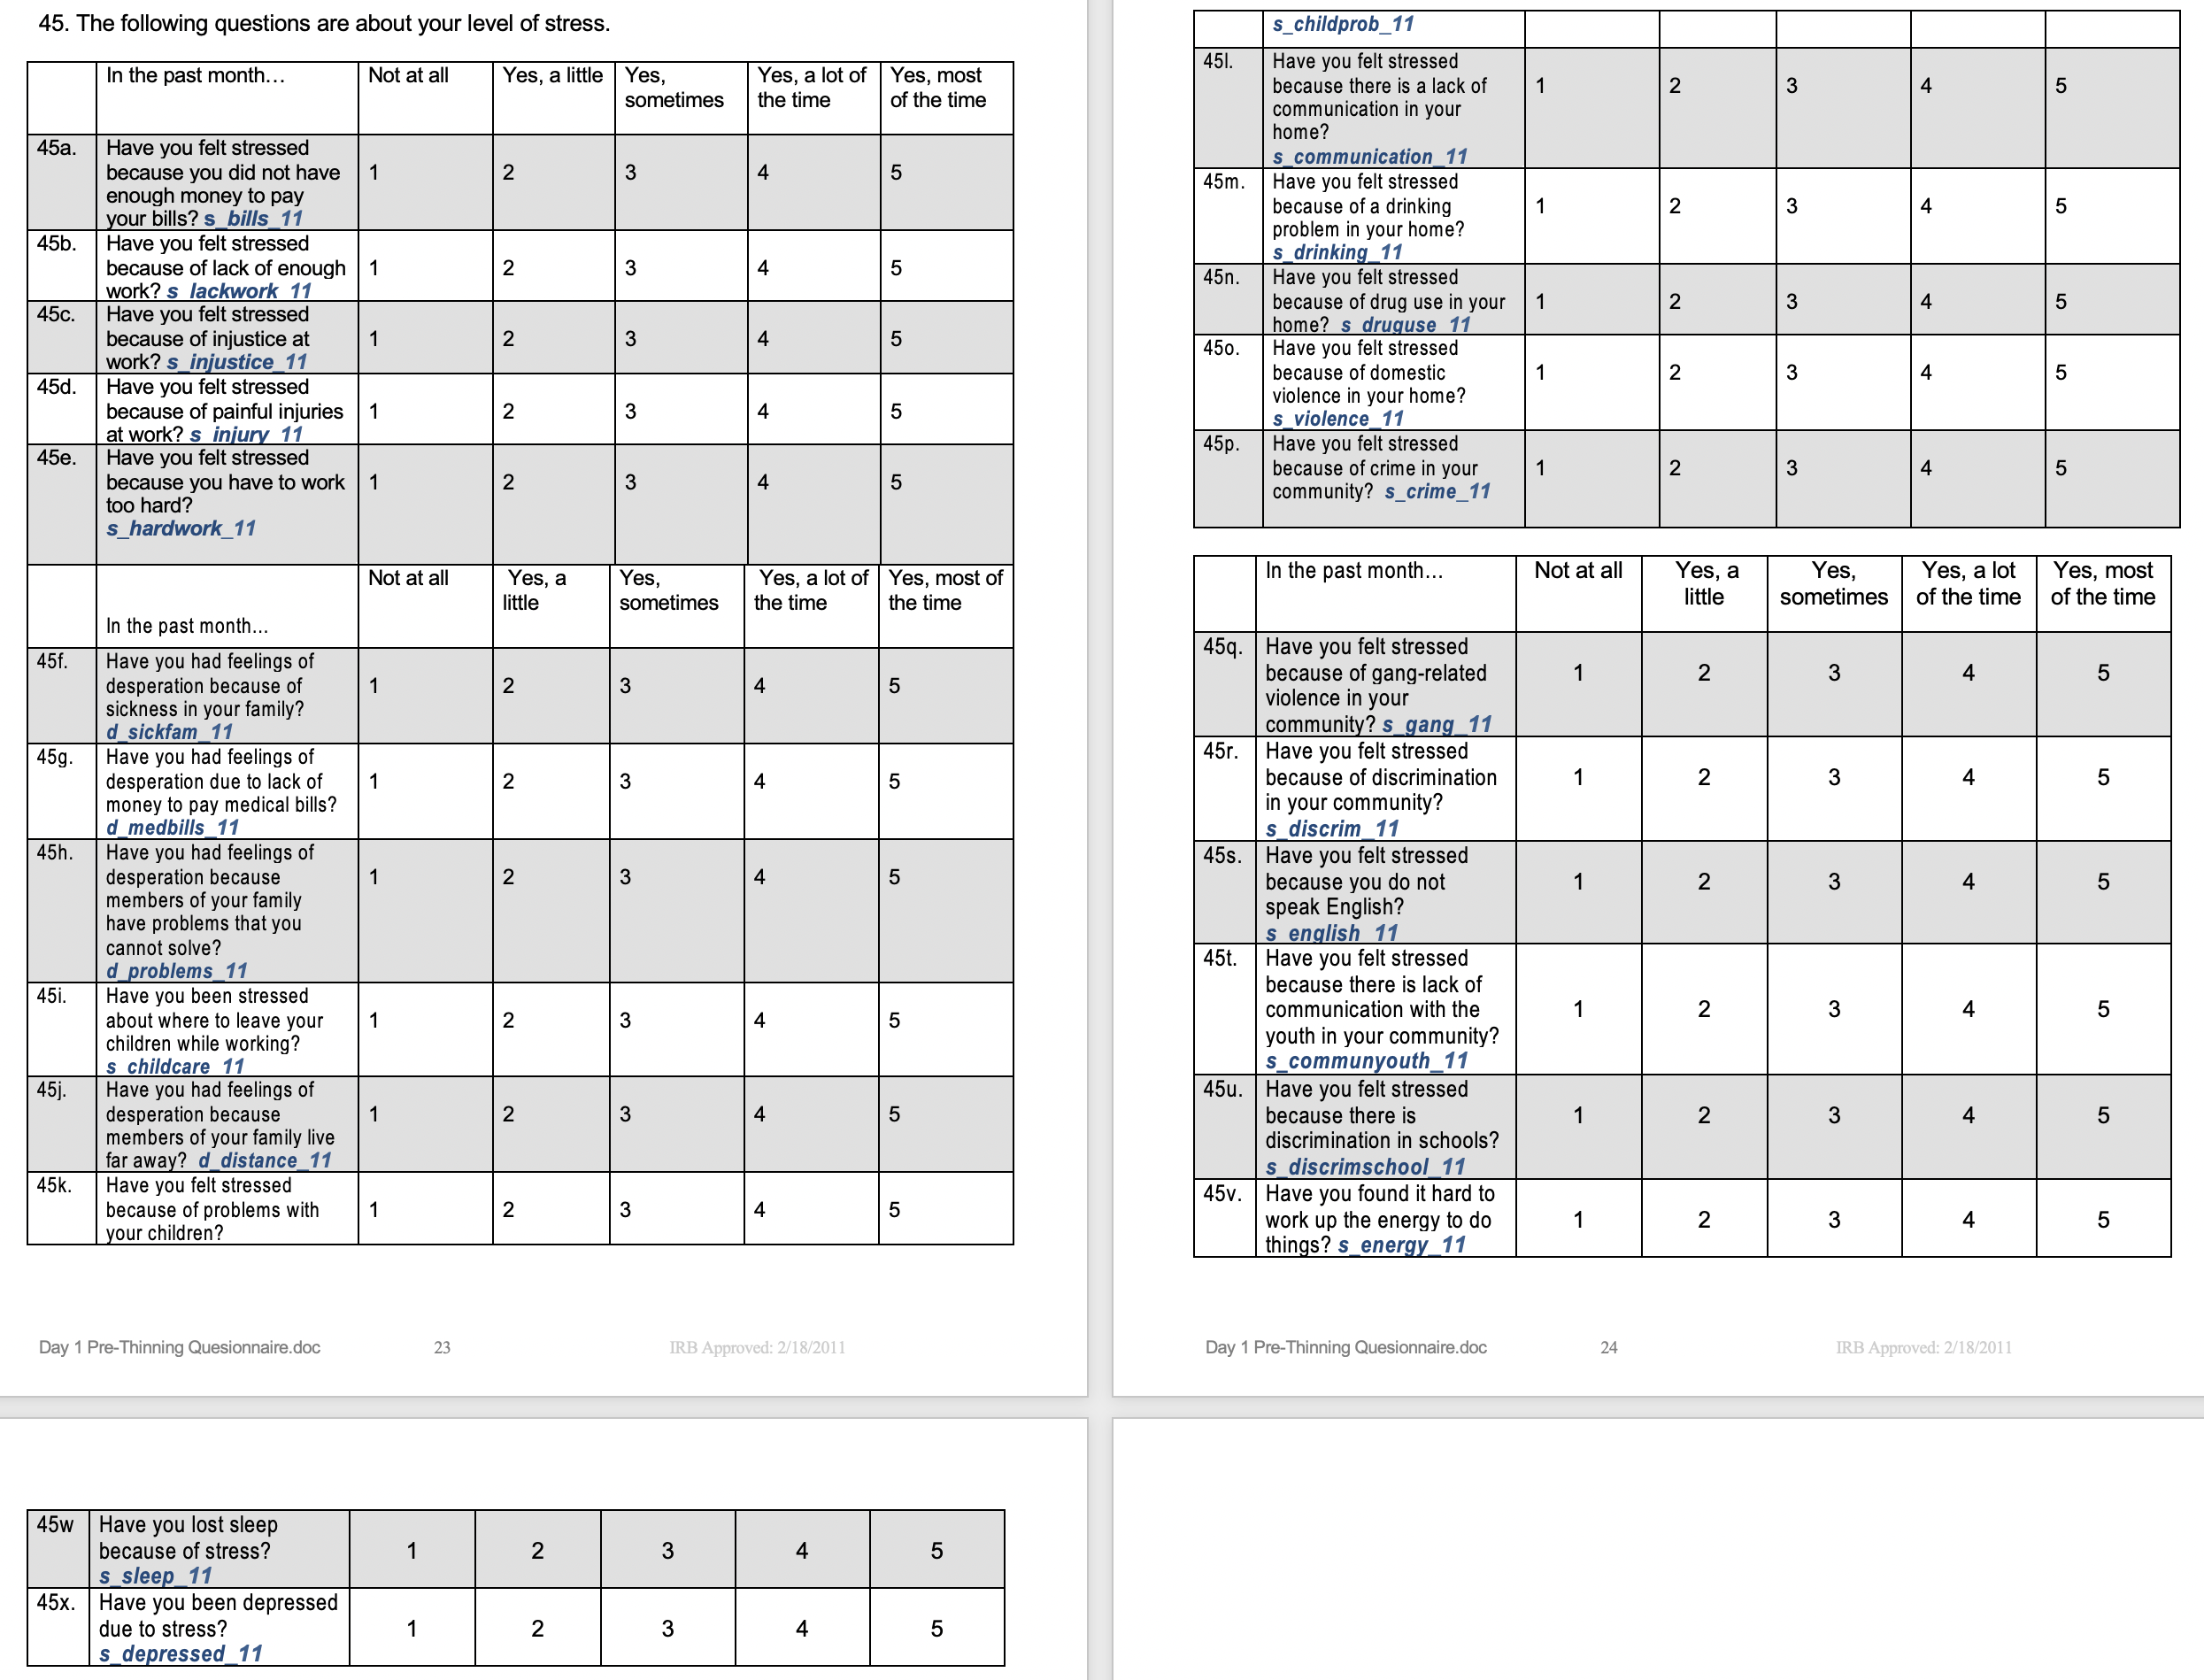 45. The following questions are about your level of stress.
In the past month… Not at all Yes, a little Yes, Yes, a lot of Yes, most
sometimes the time of the time
45a. Have you felt stressed
because you did not have 1 2 3 4 5
enough money to pay
your bills? s_bills_11
45b. Have you felt stressed
because of lack of enough 1 2 3 4 5
work? s_lackwork_11
45c. Have you felt stressed
because of injustice at 1 2 3 4 5
work? s_injustice_11
45d. Have you felt stressed
because of painful injuries 1 2 3 4 5
at work? s_injury_11
45e. Have you felt stressed
because you have to work 1 2 3 4 5
too hard?
s_hardwork_11
Not at all Yes, a Yes, Yes, a lot of Yes, most of
little sometimes the time the time
In the past month...
45f. Have you had feelings of
desperation because of 1 2 3 4 5
sickness in your family?
d_sickfam_11
45g. Have you had feelings of
desperation due to lack of 1 2 3 4 5
money to pay medical bills?
d_medbills_11
45h. Have you had feelings of
desperation because 1 2 3 4 5
members of your family
have problems that you
cannot solve?
d_problems_11
45i. Have you been stressed
about where to leave your 1 2 3 4 5
children while working?
s_childcare_11
45j. Have you had feelings of
desperation because 1 2 3 4 5
members of your family live
far away? d_distance_11
45k. Have you felt stressed
because of problems with 1 2 3 4 5
your children?
Day 1 Pre-Thinning Quesionnaire.doc 23 IRB Approved: 2/18/2011
s_childprob_11
45l. Have you felt stressed
because there is a lack of 1 2 3 4 5
communication in your
home?
s_communication_11
45m. Have you felt stressed
because of a drinking 1 2 3 4 5
problem in your home?
s_drinking_11
45n. Have you felt stressed
because of drug use in your 1 2 3 4 5
home? s_druguse_11
45o. Have you felt stressed
because of domestic 1 2 3 4 5
violence in your home?
s_violence_11
45p. Have you felt stressed
because of crime in your 1 2 3 4 5
community? s_crime_11
In the past month... Not at all Yes, a Yes, Yes, a lot Yes, most
little sometimes of the time of the time
45q. Have you felt stressed
because of gang-related 1 2 3 4 5
violence in your
community? s_gang_11
45r. Have you felt stressed
because of discrimination 1 2 3 4 5
in your community?
s_discrim_11
45s. Have you felt stressed
because you do not 1 2 3 4 5
speak English?
s_english_11
45t. Have you felt stressed
because there is lack of
communication with the 1 2 3 4 5
youth in your community?
s_communyouth_11
45u. Have you felt stressed
because there is 1 2 3 4 5
discrimination in schools?
s_discrimschool_11
45v. Have you found it hard to
work up the energy to do 1 2 3 4 5
things? s_energy_11
Day 1 Pre-Thinning Quesionnaire.doc 24 IRB Approved: 2/18/2011
45w Have you lost sleep
because of stress? 1 2 3 4 5
s_sleep_11
45x. Have you been depressed
due to stress? 1 2 3 4 5
s_depressed_11